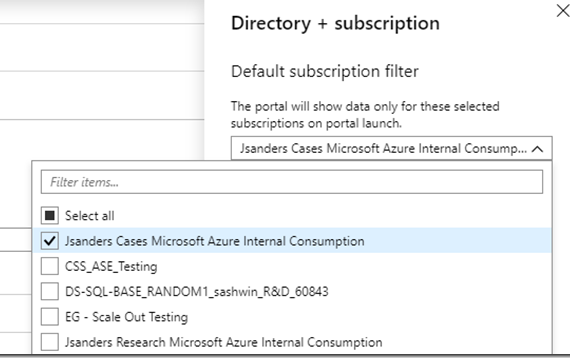 Directory + subscription
Default subscription filter
The portal will show data only for these selected
subscriptions on portal launch.
Jsanders Cases Microsoft Azure Internal Consump...
Filter items...
Select all
Jsanders Cases Microsoft Azure Internal Consumption
CSS_ASE_Testing
DS-SQL-BASE_RANDOM1_sashwin_R&D_60843
EG - Scale Out Testing
Jsanders Research Microsoft Azure Internal Consumption